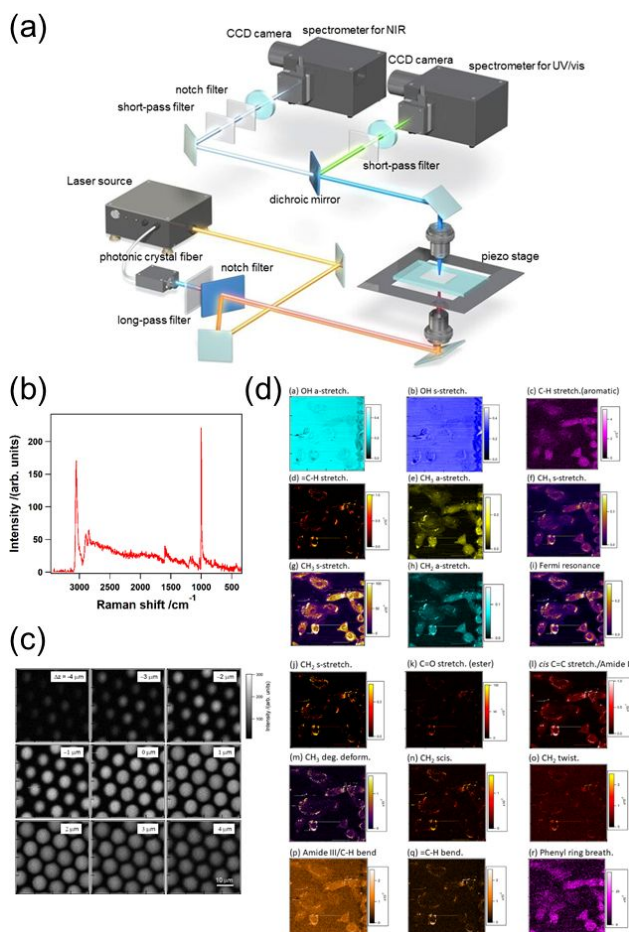 (a)
CCD camera
spectrometer for NIR
CCD camera
spectrometer for UV/vis
notch filter
short-pass filter
short-pass filter
dichroic mirror
Laser source
photonic crystal fiber
notch filter
long-pass filter
piezo stage
(b)
Intensity /(arb. units)
200
150
100
50
0
3000 2500 2000 1500 1000 500
Raman shift /cm⁻¹
(c)
Δz = -4 μm
-3 μm
-2 μm
-1 μm
0 μm
1 μm
2 μm
3 μm
4 μm
10 μm
Intensity /(arb. units)
(d)
(a) OH a-stretch.
(b) OH s-stretch.
(c) C-H stretch.(aromatic)
(d) =C-H stretch.
(e) CH₃ a-stretch.
(f) CH₃ s-stretch.
(g) CH₃ s-stretch.
(h) CH₂ a-stretch.
(i) Fermi resonance
(j) CH₂ s-stretch.
(k) C=O stretch. (ester)
(l) cis C=C stretch./Amide I
(m) CH₃ deg. deform.
(n) CH₂ scis.
(o) CH₂ twist.
(p) Amide III/C-H bend
(q) =C-H bend.
(r) Phenyl ring breath.